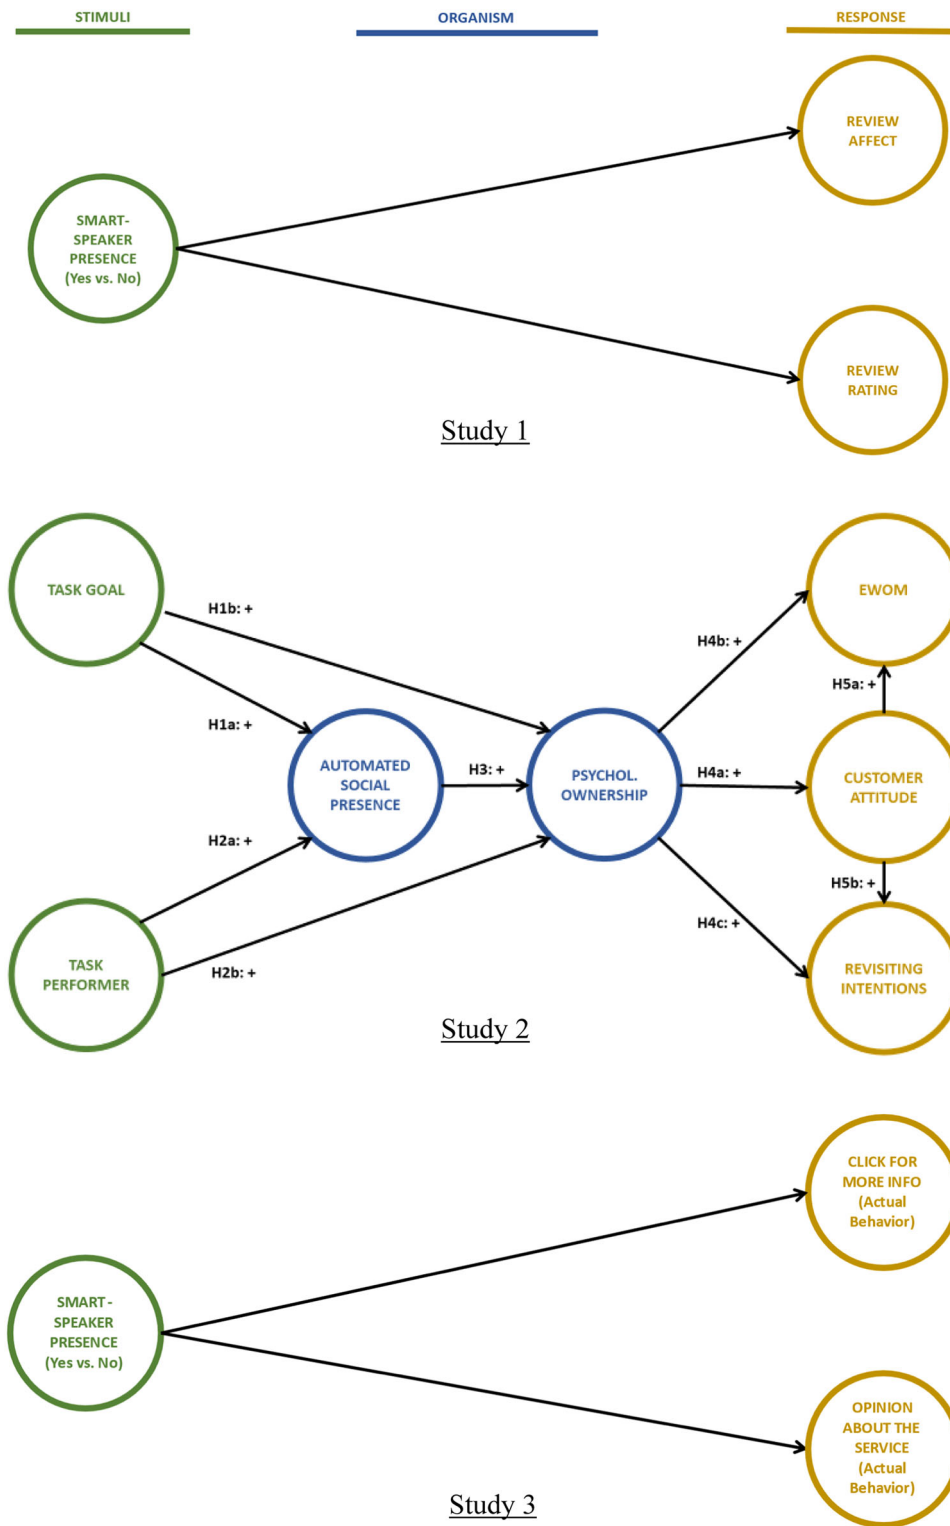 STIMULI
ORGANISM
RESPONSE
REVIEW
AFFECT
SMART-
SPEAKER
PRESENCE
(Yes vs. No)
REVIEW
RATING
Study 1
TASK GOAL
EWOM
H1b: +
H4b: +
H5a: +
H1a: +
AUTOMATED
SOCIAL
PRESENCE
H3: +
PSYCHOL.
OWNERSHIP
H4a: +
CUSTOMER
ATTITUDE
H2a: +
H5b: +
H4c: +
TASK
PERFORMER
H2b: +
REVISITING
INTENTIONS
Study 2
CLICK FOR
MORE INFO
(Actual
Behavior)
SMART-
SPEAKER
PRESENCE
(Yes vs. No)
OPINION
ABOUT THE
SERVICE
(Actual
Behavior)
Study 3